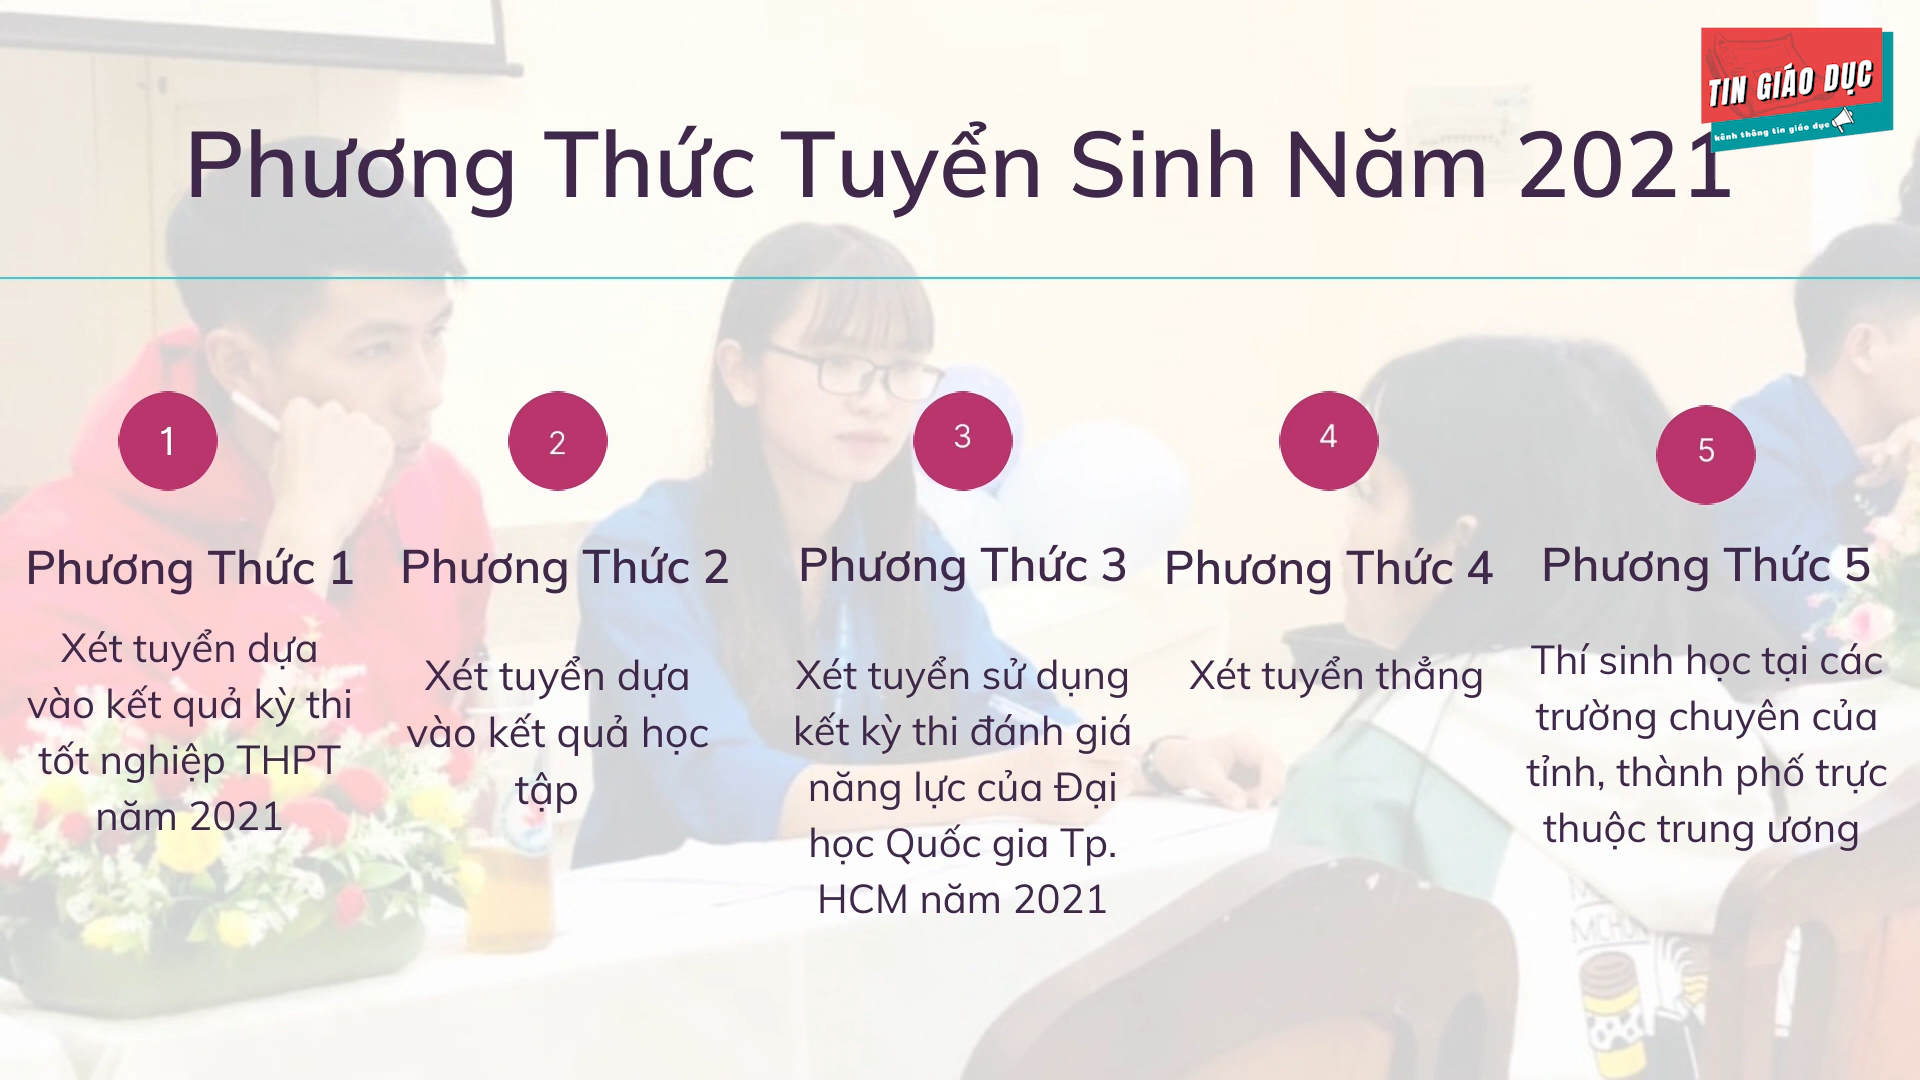 TIN GIÁO DỤC
kênh thông tin giáo dục
Phương Thức Tuyển Sinh Năm 2021
1
Phương Thức 1
Xét tuyển dựa
vào kết quả kỳ thi
tốt nghiệp THPT
năm 2021
2
Phương Thức 2
Xét tuyển dựa
vào kết quả học
tập
3
Phương Thức 3
Xét tuyển sử dụng
kết kỳ thi đánh giá
năng lực của Đại
học Quốc gia Tp.
HCM năm 2021
4
Phương Thức 4
Xét tuyển thẳng
5
Phương Thức 5
Thí sinh học tại các
trường chuyên của
tỉnh, thành phố trực
thuộc trung ương